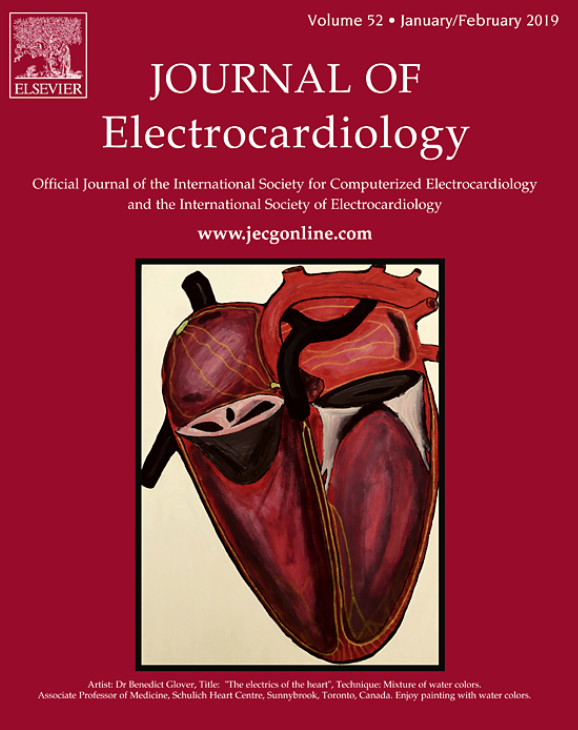 Volume 52 • January/February 2019
ELSEVIER
JOURNAL OF
Electrocardiology
Official Journal of the International Society for Computerized Electrocardiology
and the International Society of Electrocardiology
www.jecgonline.com
Artist: Dr Benedict Glover, Title: "The electrics of the heart", Technique: Mixture of water colors.
Associate Professor of Medicine, Schulich Heart Centre, Sunnybrook, Toronto, Canada. Enjoy painting with water colors.